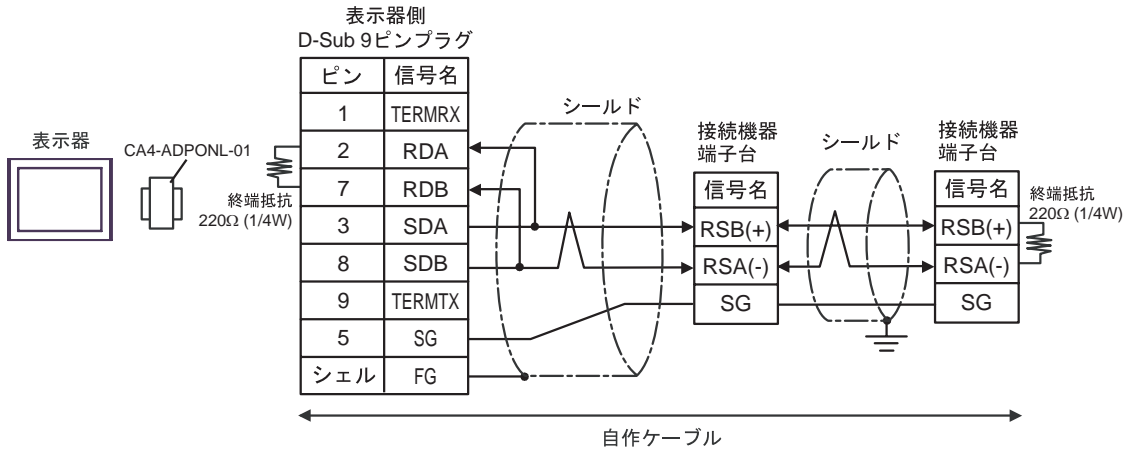 表示器側
D-Sub 9ピンプラグ
ピン 信号名
1 TERMRX
2 RDA
7 RDB
3 SDA
8 SDB
9 TERMTX
5 SG
シェル FG
表示器
CA4-ADPONL-01
終端抵抗
220Ω (1/4W)
シールド
接続機器
端子台
信号名
RSB(+)
RSA(-)
SG
シールド
接続機器
端子台
信号名
RSB(+)
RSA(-)
SG
終端抵抗
220Ω (1/4W)
自作ケーブル